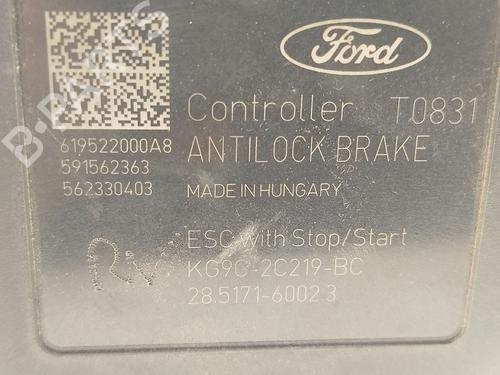 Ford
Controller T.0831
ANTILOCK BRAKE
619522000A8
591562363
562330403
MADE IN HUNGARY
ESC with Stop/Start
KG9C-2C219-BC
28.5171-6002.3
B-PARTS